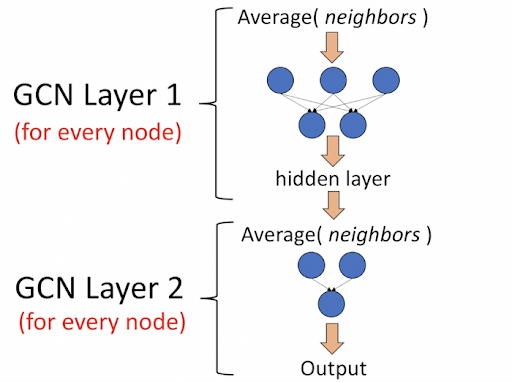 Average( neighbors )
GCN Layer 1
(for every node)
hidden layer
Average( neighbors )
GCN Layer 2
(for every node)
Output